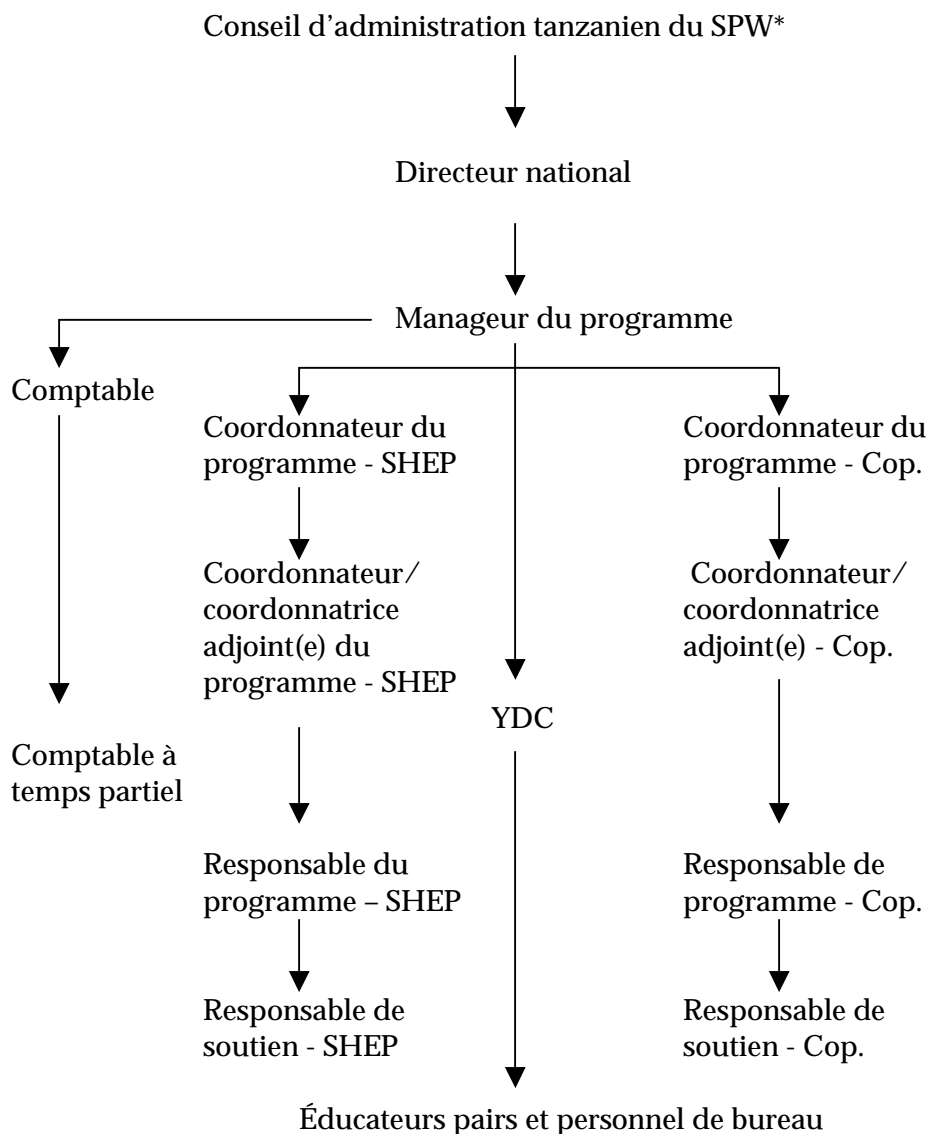 Conseil d'administration tanzanien du SPW*
Directeur national
Manageur du programme
Comptable
Coordonnateur du
programme - SHEP
Coordonnateur du
programme - Cop.
Coordonnateur/
coordonnatrice
adjoint(e) du
programme - SHEP
Coordonnateur/
coordonnatrice
adjoint(e) - Cop.
YDC
Comptable à
temps partiel
Responsable du
programme – SHEP
Responsable de
programme - Cop.
Responsable de
soutien - SHEP
Responsable de
soutien - Cop.
Éducateurs pairs et personnel de bureau